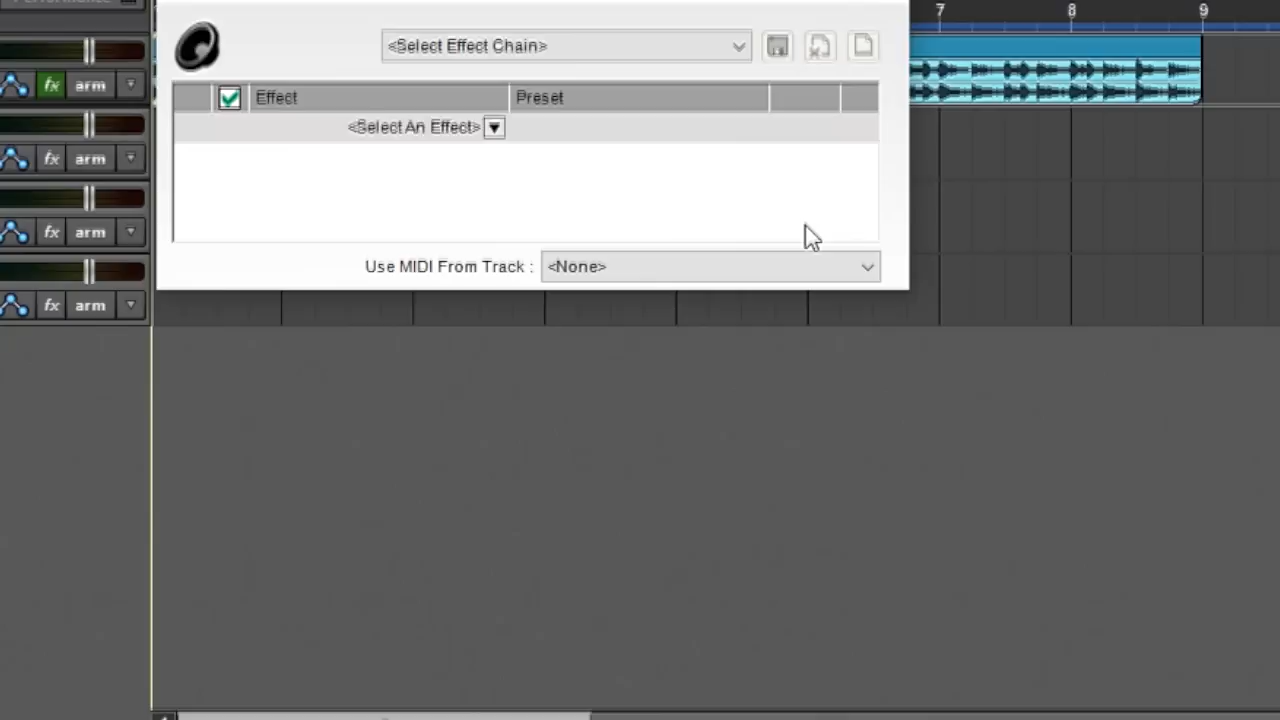 7 8 9
<Select Effect Chain>
fx arm
Effect Preset
<Select An Effect>
fx arm
fx arm
Use MIDI From Track : <None>
fx arm